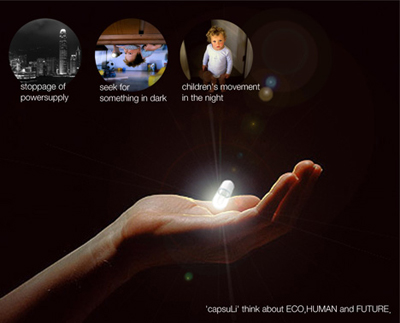 stoppage of
powersupply
seek for
something in dark
children's movement
in the night
'capsuLi' think about ECO,HUMAN and FUTURE,